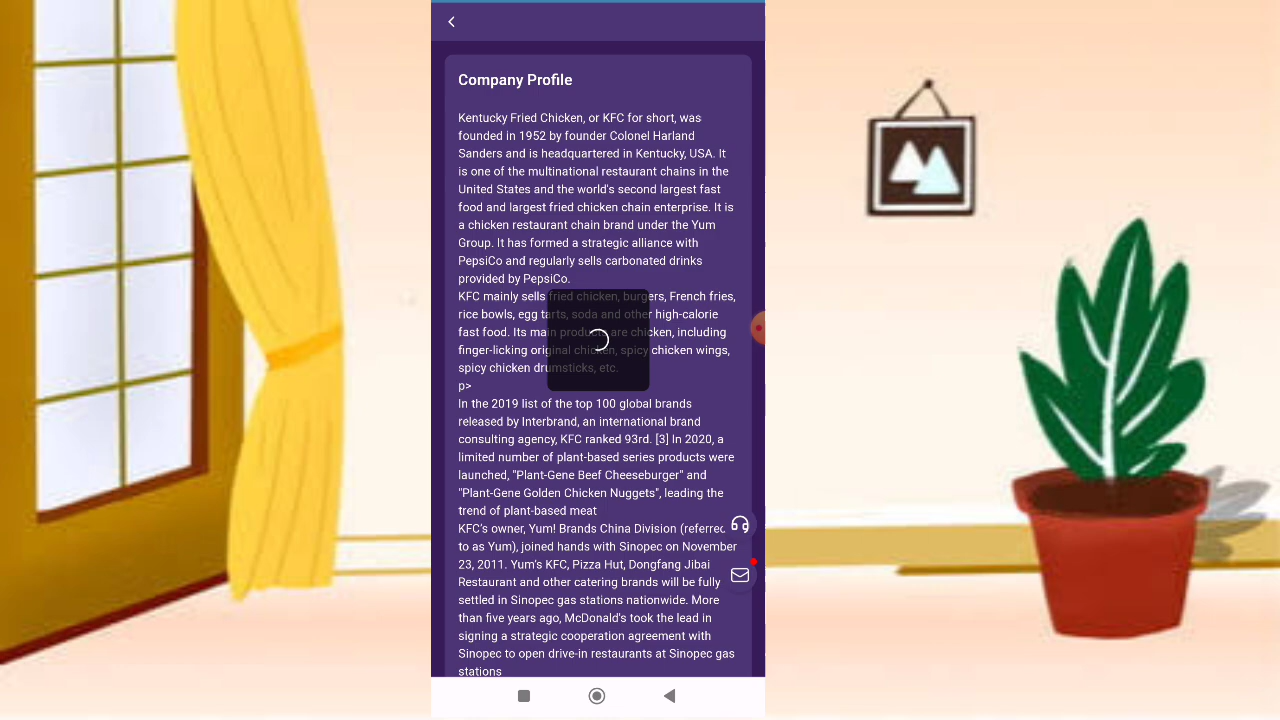 Company Profile
Kentucky Fried Chicken, or KFC for short, was
founded in 1952 by founder Colonel Harland
Sanders and is headquartered in Kentucky, USA. It
is one of the multinational restaurant chains in the
United States and the world's second largest fast
food and largest fried chicken chain enterprise. It is
a chicken restaurant chain brand under the Yum
Group. It has formed a strategic alliance with
PepsiCo and regularly sells carbonated drinks
provided by PepsiCo.
KFC mainly sells fried chicken, burgers, French fries,
rice bowls, egg tarts, soda and other high-calorie
fast food. Its main products are chicken, including
finger-licking original chicken, spicy chicken wings,
spicy chicken drumsticks, etc.
p>
In the 2019 list of the top 100 global brands
released by Interbrand, an international brand
consulting agency, KFC ranked 93rd. [3] In 2020, a
limited number of plant-based series products were
launched, "Plant-Gene Beef Cheeseburger" and
"Plant-Gene Golden Chicken Nuggets", leading the
trend of plant-based meat
KFC's owner, Yum! Brands China Division (referred
to as Yum), joined hands with Sinopec on November
23, 2011. Yum's KFC, Pizza Hut, Dongfang Jibai
Restaurant and other catering brands will be fully
settled in Sinopec gas stations nationwide. More
than five years ago, McDonald's took the lead in
signing a strategic cooperation agreement with
Sinopec to open drive-in restaurants at Sinopec gas
stations